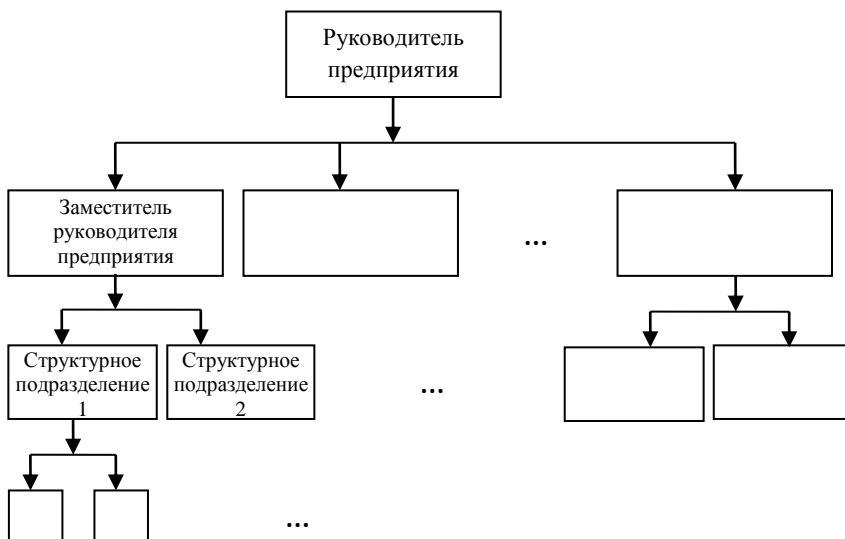 Руководитель
предприятия
Заместитель
руководителя
предприятия
...
Структурное
подразделение
1
Структурное
подразделение
2
...
...